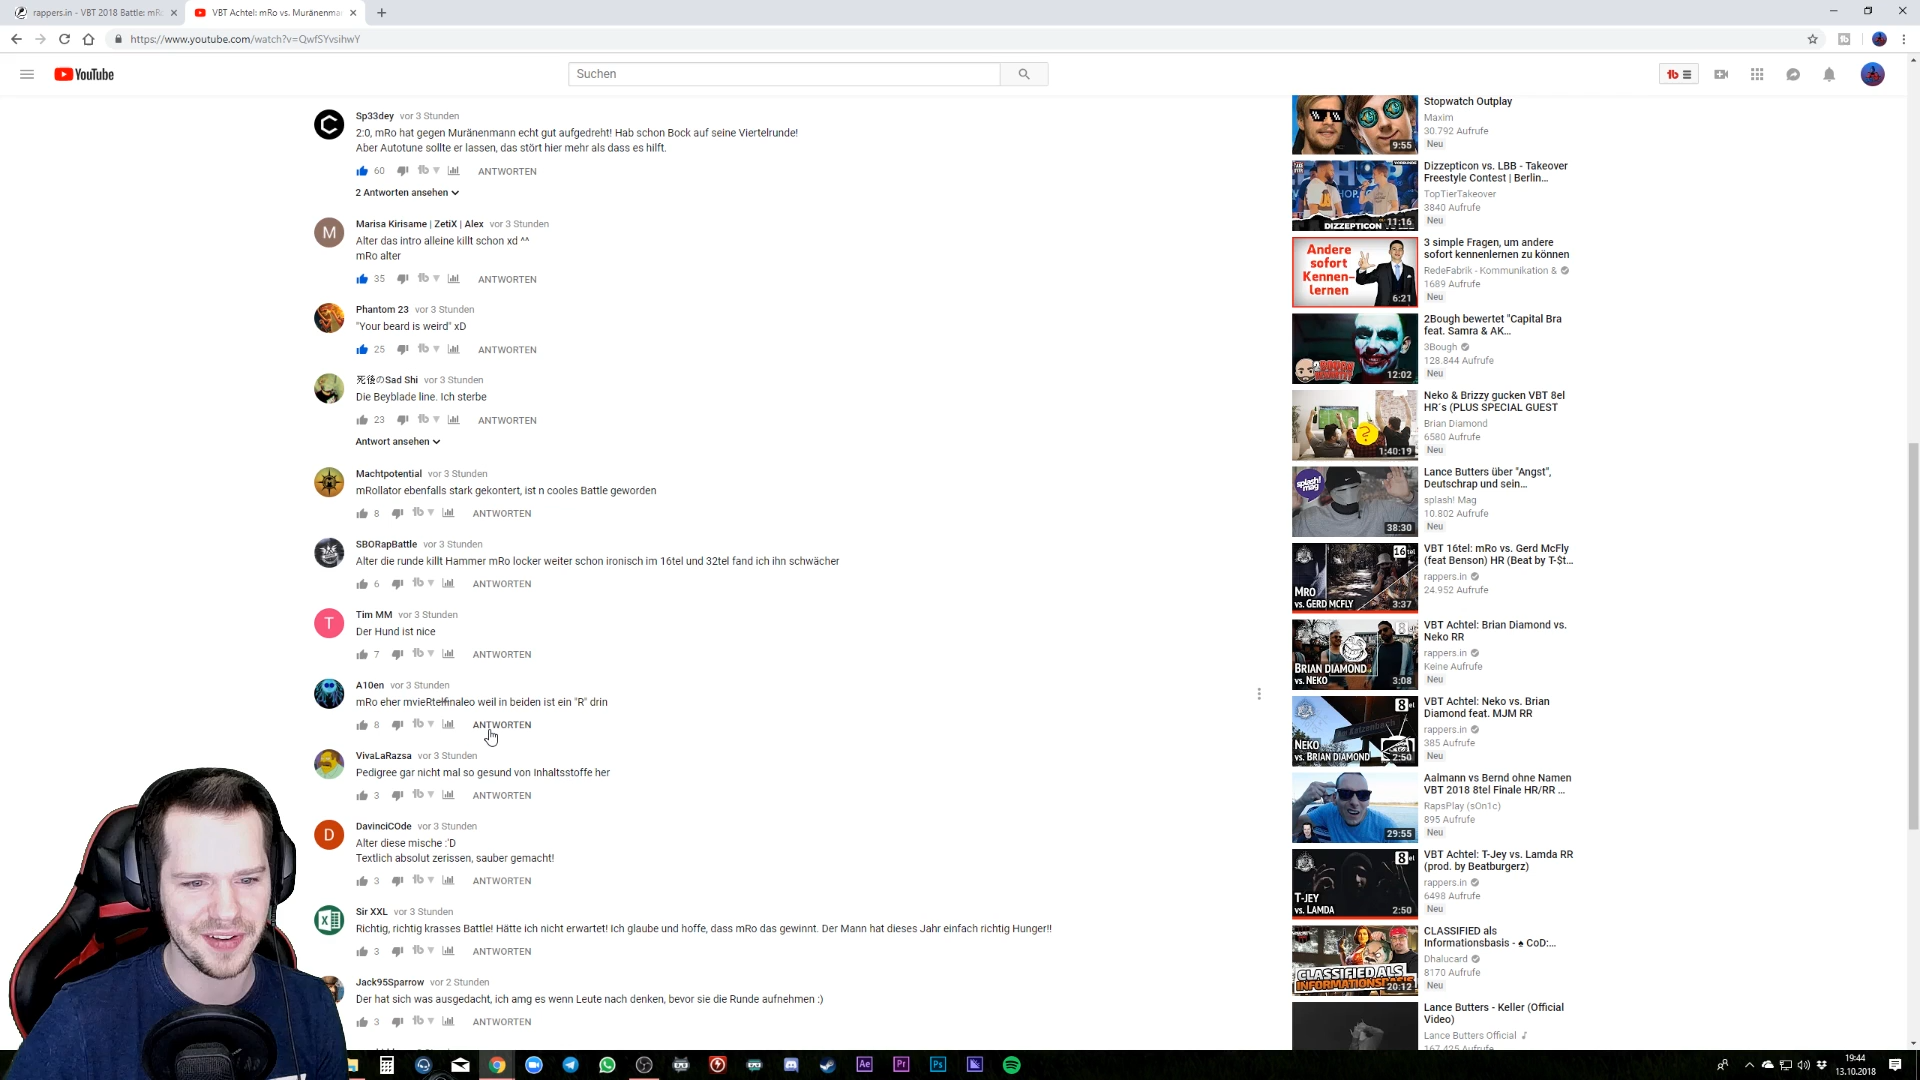 rappers.in - VBT 2018 Battle: mR
VBT Achtel: mRo vs. Muränenma
https://www.youtube.com/watch?v=QwfSYvsihwY
YouTube
Suchen
Sp33dey vor 3 Stunden
2:0, mRo hat gegen Muränenmann echt gut aufgedreht! Hab schon Bock auf seine Viertelrunde!
Aber Autotune sollte er lassen, das stört hier mehr als dass es hilft.
60 ANTWORTEN
2 Antworten ansehen
Marisa Kirisame | ZetiX | Alex vor 3 Stunden
Alter das intro alleine killt schon xd ^^
mRo alter
35 ANTWORTEN
Phantom 23 vor 3 Stunden
"Your beard is weird" xD
25 ANTWORTEN
死後のSad Shi vor 3 Stunden
Die Beyblade line. Ich sterbe
23 ANTWORTEN
Antwort ansehen
Machtpotential vor 3 Stunden
mRollator ebenfalls stark gekontert, ist n cooles Battle geworden
8 ANTWORTEN
SBORapBattle vor 3 Stunden
Alter die runde killt Hammer mRo locker weiter schon ironisch im 16tel und 32tel fand ich ihn schwächer
6 ANTWORTEN
Tim MM vor 3 Stunden
Der Hund ist nice
7 ANTWORTEN
A10en vor 3 Stunden
mRo eher mvieRtelfinaleo weil in beiden ist ein "R" drin
8 ANTWORTEN
VivaLaRazsa vor 3 Stunden
Pedigree gar nicht mal so gesund von Inhaltsstoffe her
3 ANTWORTEN
DavinciCOde vor 3 Stunden
Alter diese mische :'D
Textlich absolut zerissen, sauber gemacht!
3 ANTWORTEN
Sir XXL vor 3 Stunden
Richtig, richtig krasses Battle! Hätte ich nicht erwartet! Ich glaube und hoffe, dass mRo das gewinnt. Der Mann hat dieses Jahr einfach richtig Hunger!!
3 ANTWORTEN
Jack95Sparrow vor 2 Stunden
Der hat sich was ausgedacht, ich amg es wenn Leute nach denken, bevor sie die Runde aufnehmen :)
3 ANTWORTEN
9:55
Stopwatch Outplay
Maxim
30.792 Aufrufe
Neu
DIZZEPTICON
11:16
Dizzepticon vs. LBB - Takeover
Freestyle Contest | Berlin...
TopTierTakeover
3840 Aufrufe
Neu
Andere
sofort
Kennen-
lernen
6:21
3 simple Fragen, um andere
sofort kennenlernen zu können
RedeFabrik - Kommunikation &
1689 Aufrufe
Neu
12:02
2Bough bewertet "Capital Bra
feat. Samra & AK...
3Bough
128.844 Aufrufe
Neu
1:40:19
Neko & Brizzy gucken VBT 8el
HR´s (PLUS SPECIAL GUEST
Brian Diamond
6580 Aufrufe
Neu
splash! mag
38:30
Lance Butters über "Angst",
Deutschrap und sein...
splash! Mag
10.802 Aufrufe
Neu
16tel
MRO
VS. GERD MCFLY
3:37
VBT 16tel: mRo vs. Gerd McFly
(feat Benson) HR (Beat by T-$t...
rappers.in
24.952 Aufrufe
BRIAN DIAMOND
VS. NEKO
3:08
VBT Achtel: Brian Diamond vs.
Neko RR
rappers.in
Keine Aufrufe
Neu
8el
NEKO
VS. BRIAN DIAMOND
2:50
VBT Achtel: Neko vs. Brian
Diamond feat. MJM RR
rappers.in
385 Aufrufe
Neu
29:55
Aalmann vs Bernd ohne Namen
VBT 2018 8tel Finale HR/RR ...
RapsPlay (sOn1c)
895 Aufrufe
Neu
8el
T-JEY
VS. LAMDA
2:50
VBT Achtel: T-Jey vs. Lamda RR
(prod. by Beatburgerz)
rappers.in
6498 Aufrufe
Neu
CLASSIFIED ALS
INFORMATIONSBASIS
20:12
CLASSIFIED als
Informationsbasis - ♠ CoD:...
Dhalucard
8170 Aufrufe
Neu
Lance Butters - Keller (Official
Video)
Lance Butters Official
167.425 Aufrufe
19:44
13.10.2018